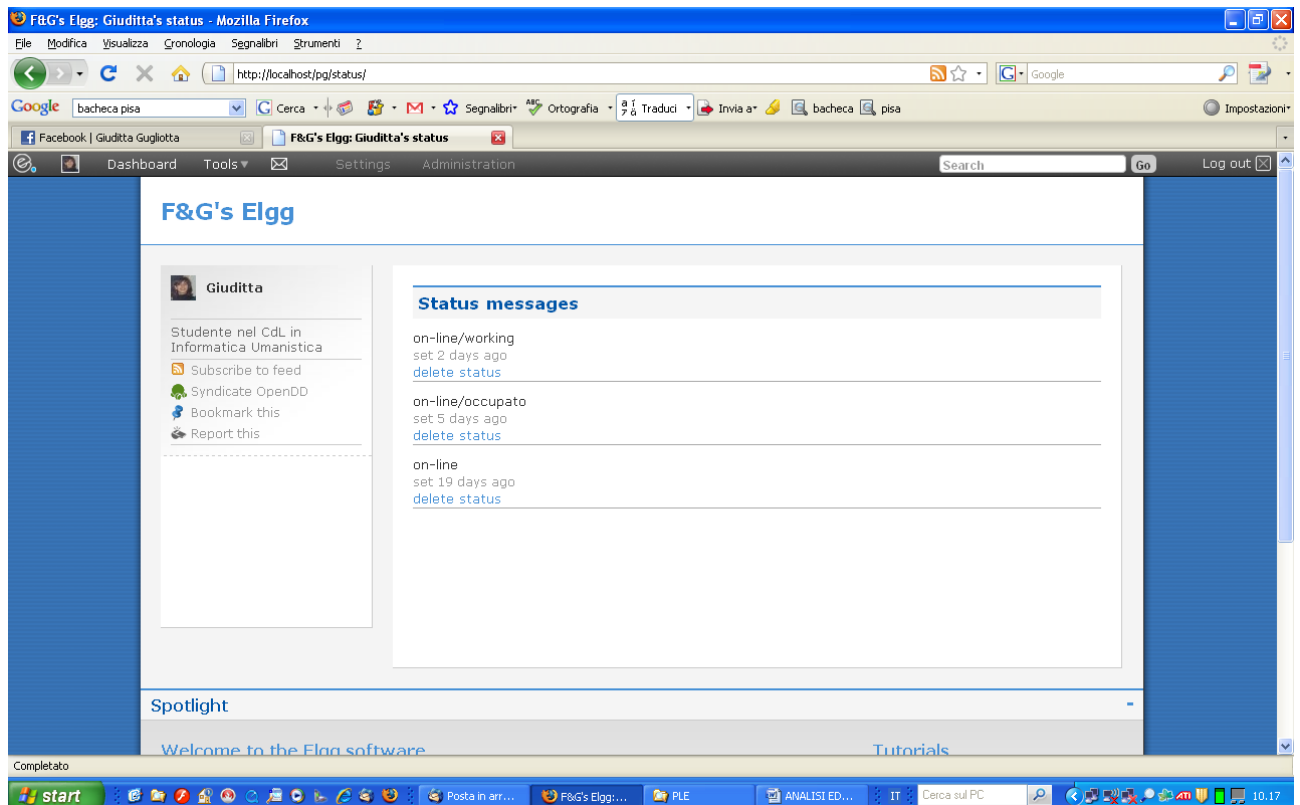 F&G's Elgg: Giuditta's status - Mozilla Firefox
File Modifica Visualizza Cronologia Segnalibri Strumenti ?
http://localhost/pg/status/
G Google
Google bacheca pisa G Cerca Segnalibri ABC Ortografia Traduci Invia a bacheca pisa Impostazioni
Facebook | Giuditta Gugliotta F&G's Elgg: Giuditta's status
Dashboard Tools Settings Administration Search Go Log out
F&G's Elgg
Giuditta
Studente nel CdL in
Informatica Umanistica
Subscribe to feed
Syndicate OpenDD
Bookmark this
Report this
Status messages
on-line/working
set 2 days ago
delete status
on-line/occupato
set 5 days ago
delete status
on-line
set 19 days ago
delete status
Spotlight -
Welcome to the Elgg software Tutorials
Completato
start Posta in arr... F&G's Elgg:... PLE ANALISI ED... IT Cerca sul PC ATI 10.17